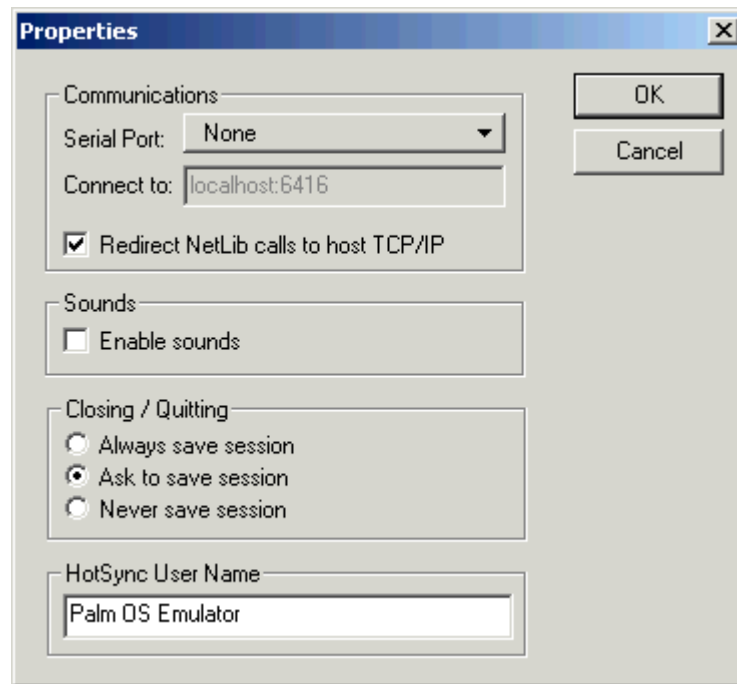 Properties
Communications
OK
Serial Port: None
Cancel
Connect to: localhost:6416
Redirect NetLib calls to host TCP/IP
Sounds
Enable sounds
Closing / Quitting
Always save session
Ask to save session
Never save session
HotSync User Name
Palm OS Emulator